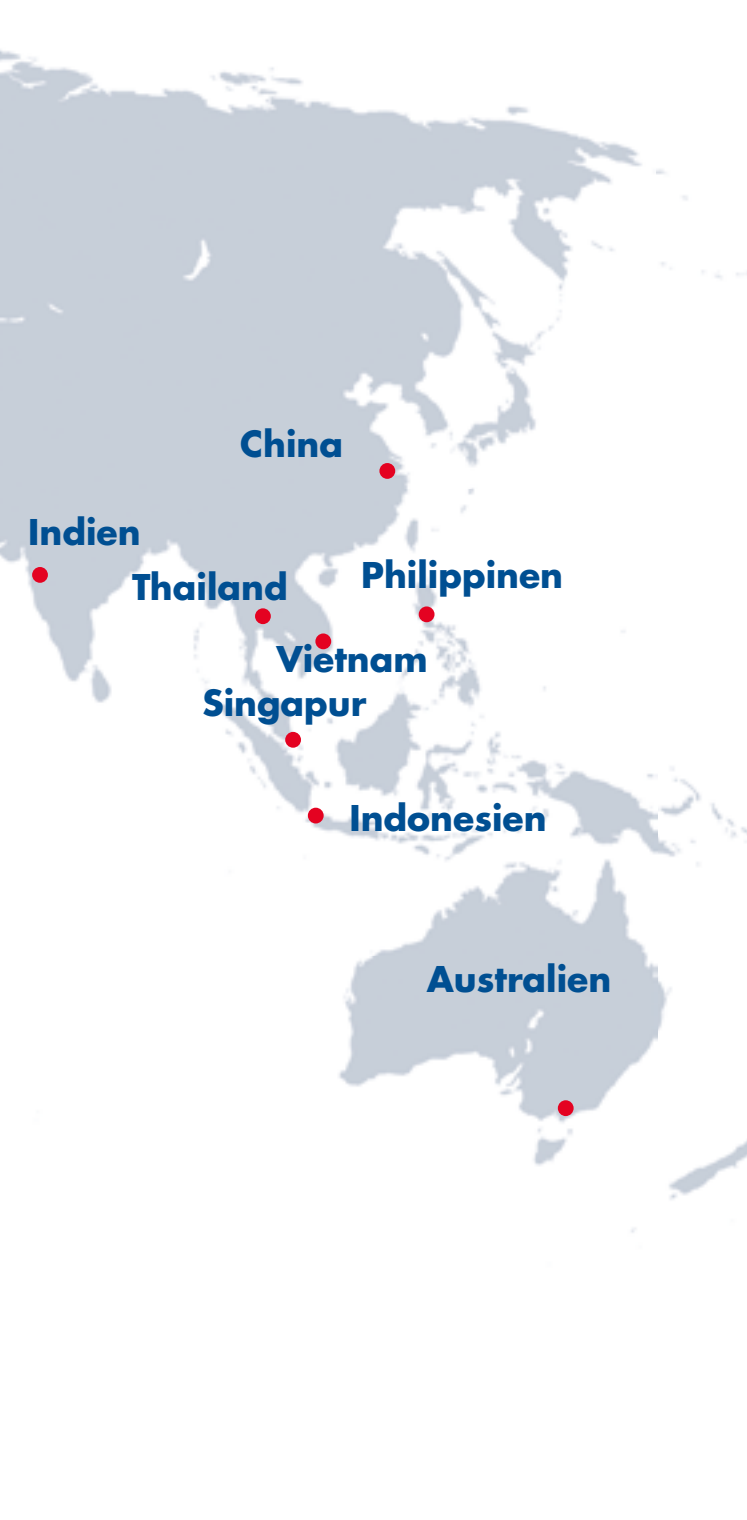 China
Indien
Thailand
Philippinen
Vietnam
Singapur
Indonesien
Australien